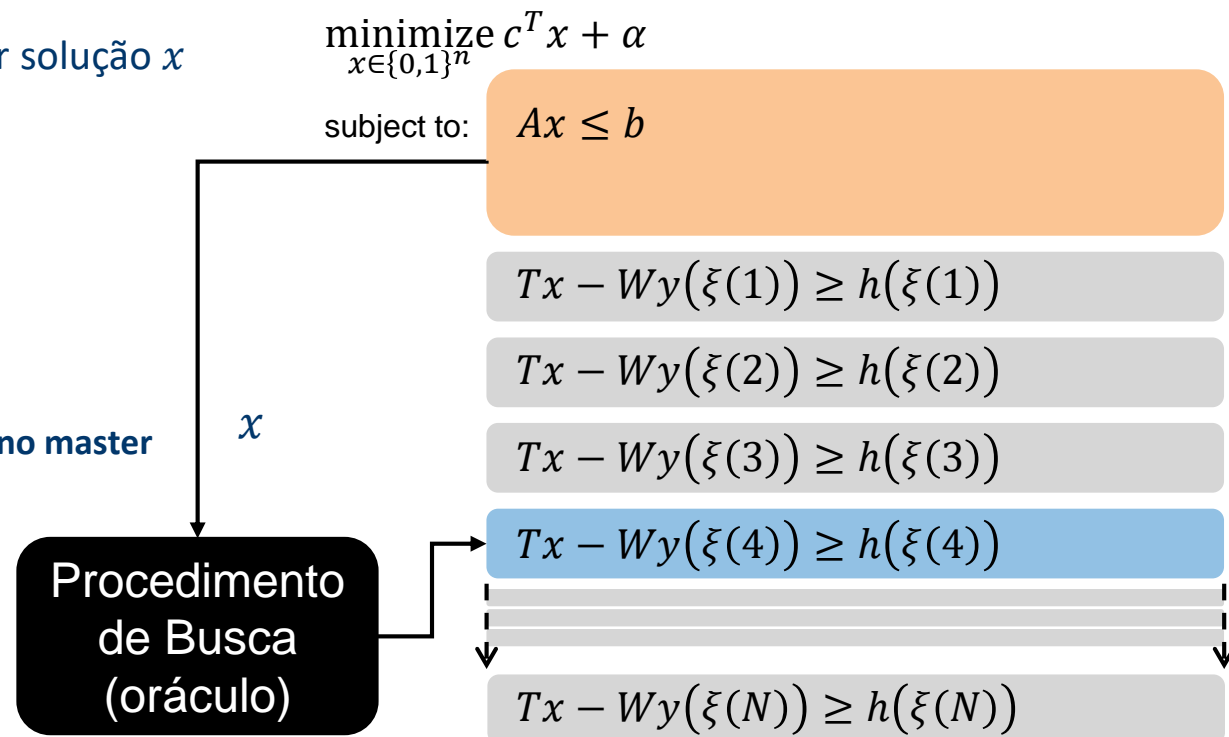 r solução 𝑥
minimize 𝑐ᵀ𝑥 + 𝛼
𝑥∈{0,1}ⁿ
subject to:
𝐴𝑥 ≤ 𝑏
𝑇𝑥 − 𝑊𝑦(𝜉(1)) ≥ ℎ(𝜉(1))
𝑇𝑥 − 𝑊𝑦(𝜉(2)) ≥ ℎ(𝜉(2))
no master
𝑥
𝑇𝑥 − 𝑊𝑦(𝜉(3)) ≥ ℎ(𝜉(3))
𝑇𝑥 − 𝑊𝑦(𝜉(4)) ≥ ℎ(𝜉(4))
Procedimento
de Busca
(oráculo)
𝑇𝑥 − 𝑊𝑦(𝜉(𝑁)) ≥ ℎ(𝜉(𝑁))